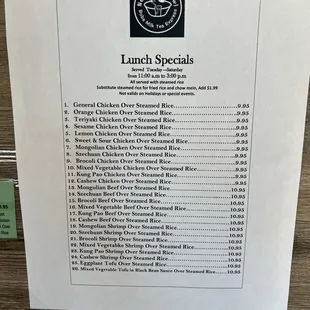 Lunch Specials
Served Tuesday—Saturday
from 11:00 a.m to 3:00 p.m
All served with steamed rice
Substitute steamed rice for fried rice and chow mein, Add $1.99
Not valids on Holidays or special events.
1. General Chicken Over Steamed Rice 9.95
2. Orange Chicken Over Steamed Rice 9.95
3. Teriyaki Chicken Over Steamed Rice 9.95
4. Sesame Chicken Over Steamed Rice 9.95
5. Lemon Chicken Over Steamed Rice 9.95
6. Sweet & Sour Chicken Over Steamed Rice 9.95
7. Mongolian Chicken Over Steamed Rice 9.95
8. Szechuan Chicken Over Steamed Rice 9.95
9. Brocoli Chicken Over Steamed Rice 9.95
10. Mixed Vegetable Chicken Over Steamed Rice 9.95
11. Kung Pao Chicken Over Steamed Rice 9.95
12. Cashew Chicken Over Steamed Rice 9.95
13. Mongolian Beef Over Steamed Rice 10.95
14. Szechuan Beef Over Steamed Rice 10.95
15. Brocoli Beef Over Steamed Rice 10.95
16. Mixed Vegetable Beef Over Steamed Rice 10.95
17. Kung Pao Beef Over Steamed Rice 10.95
18. Cashew Beef Over Steamed Rice 10.95
19. Mongolian Shrimp Over Steamed Rice 10.95
20. Szechuan Shrimp Over Steamed Rice 10.95
21. Brocoli Shrimp Over Steamed Rice 10.95
22. Mixed Vegetable Shrimp Over Steamed Rice 10.95
23. Kung Pao Shrimp Over Steamed Rice 10.95
24. Cashew Shrimp Over Steamed Rice 10.95
25. Eggplant Tofu Over Steamed Rice 10.95
26. Mixed Vegetable Tofu in Black Bean Sauce Over Steamed Rice 10.95